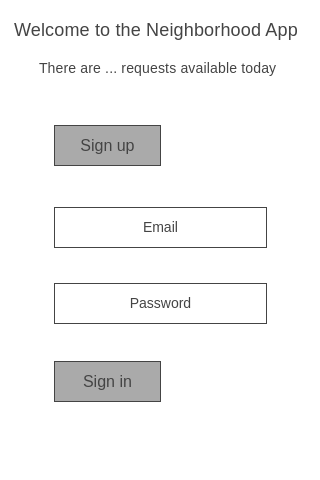 Welcome to the Neighborhood App
There are ... requests available today
Sign up
Email
Password
Sign in